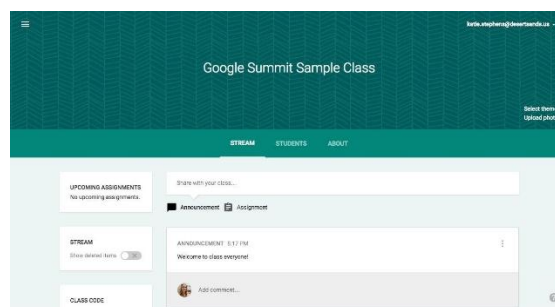 katie.stephens@desertsands.us
Google Summit Sample Class
Select theme
Upload photo
STREAM STUDENTS ABOUT
UPCOMING ASSIGNMENTS
No upcoming assignments.
Share with your class...
Announcement Assignment
STREAM
Show deleted items
ANNOUNCEMENT 5:17 PM
Welcome to class everyone!
Add comment...
CLASS CODE